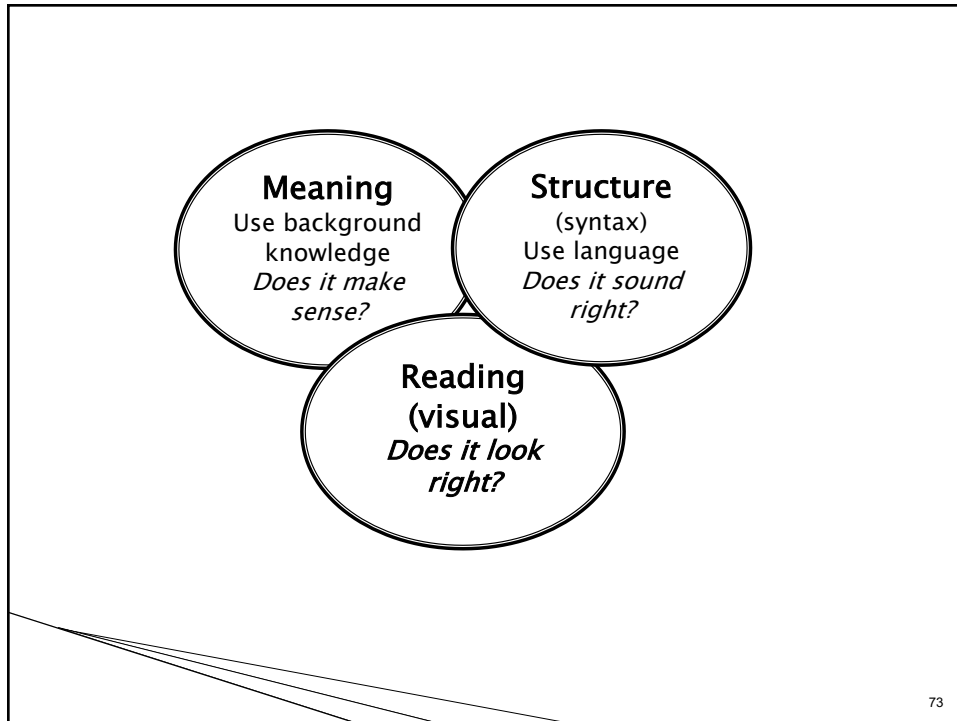 Meaning
Use background
knowledge
Does it make
sense?
Structure
(syntax)
Use language
Does it sound
right?
Reading
(visual)
Does it look
right?
73